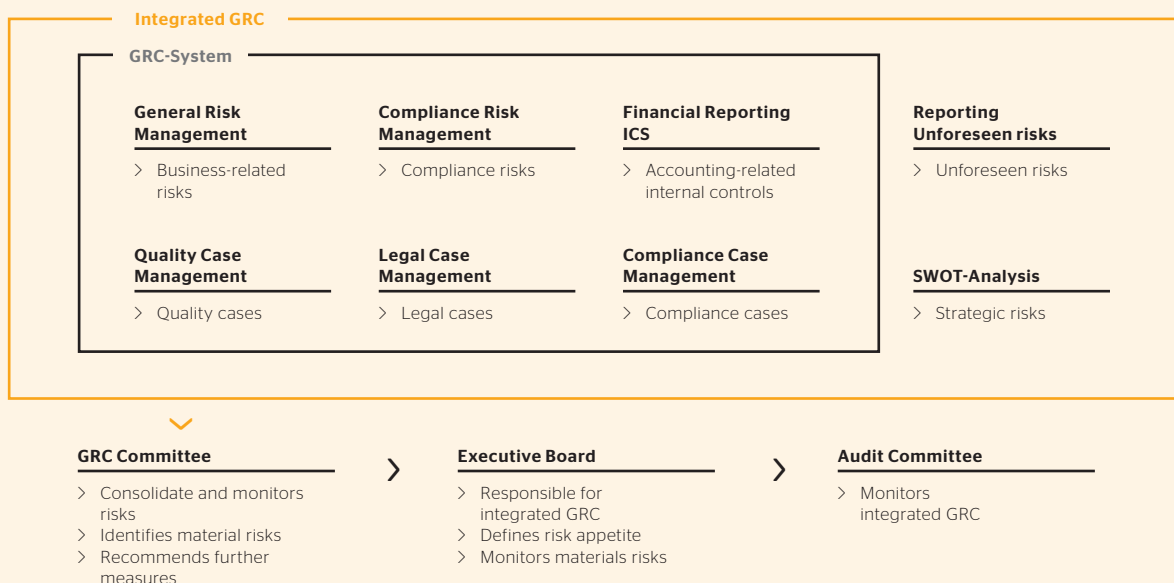 Integrated GRC
GRC-System
General Risk
Management
> Business-related
risks
Compliance Risk
Management
> Compliance risks
Financial Reporting
ICS
> Accounting-related
internal controls
Reporting
Unforeseen risks
> Unforeseen risks
Quality Case
Management
> Quality cases
Legal Case
Management
> Legal cases
Compliance Case
Management
> Compliance cases
SWOT-Analysis
> Strategic risks
GRC Committee
> Consolidate and monitors
risks
> Identifies material risks
> Recommends further
measures
Executive Board
> Responsible for
integrated GRC
> Defines risk appetite
> Monitors materials risks
Audit Committee
> Monitors
integrated GRC